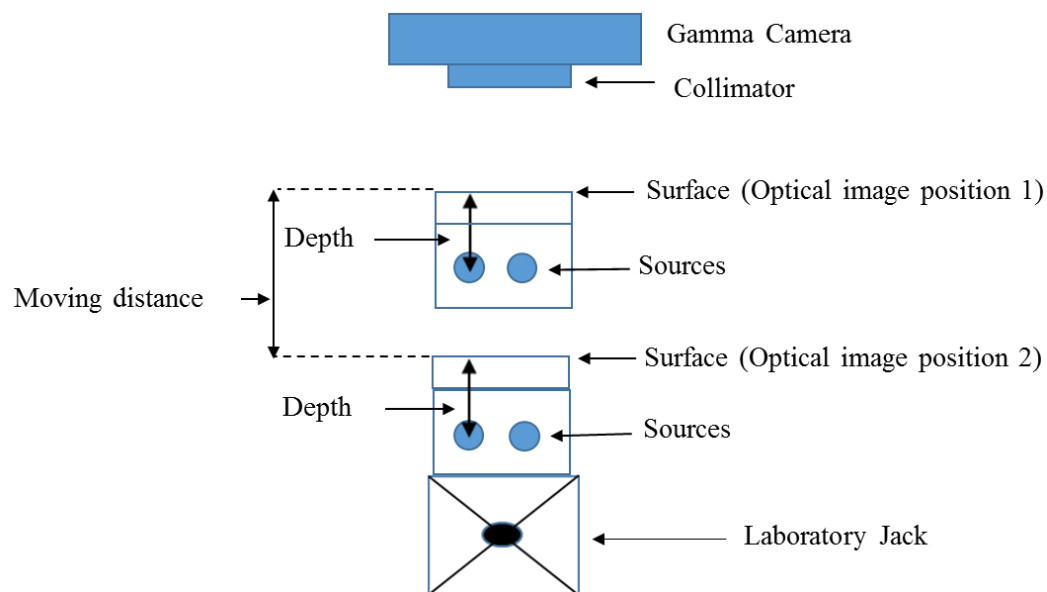 Gamma Camera
Collimator
Surface (Optical image position 1)
Depth
Sources
Moving distance
Surface (Optical image position 2)
Depth
Sources
Laboratory Jack